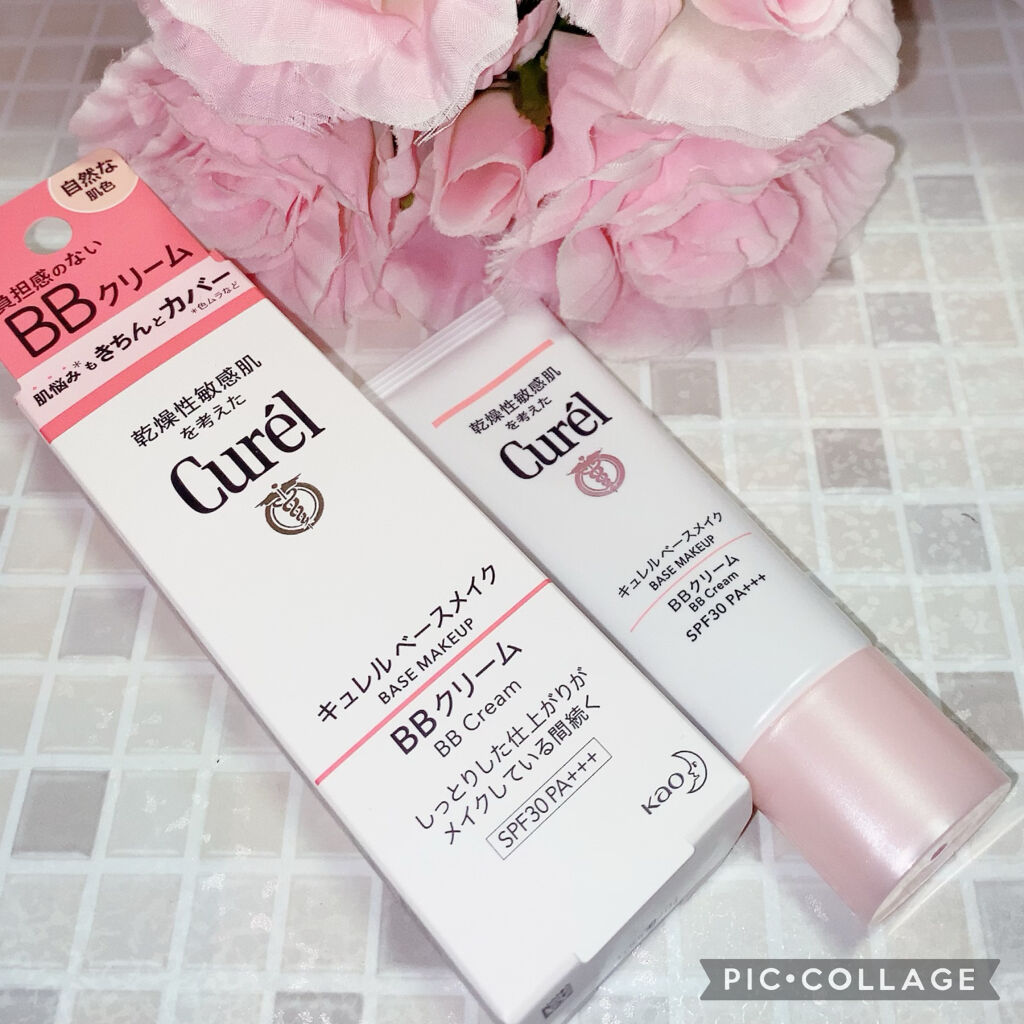 自然な
肌色
負担感のない
BBクリーム
肌悩み*もきちんとカバー
*色ムラなど
乾燥性敏感肌
を考えた
Curél
キュレル ベースメイク
BASE MAKEUP
BBクリーム
BB Cream
しっとりした仕上がりが
メイクしている間続く
SPF30 PA+++
Kao
乾燥性敏感肌
を考えた
Curél
キュレル ベースメイク
BASE MAKEUP
BBクリーム
BB Cream
SPF30 PA+++
PIC•COLLAGE